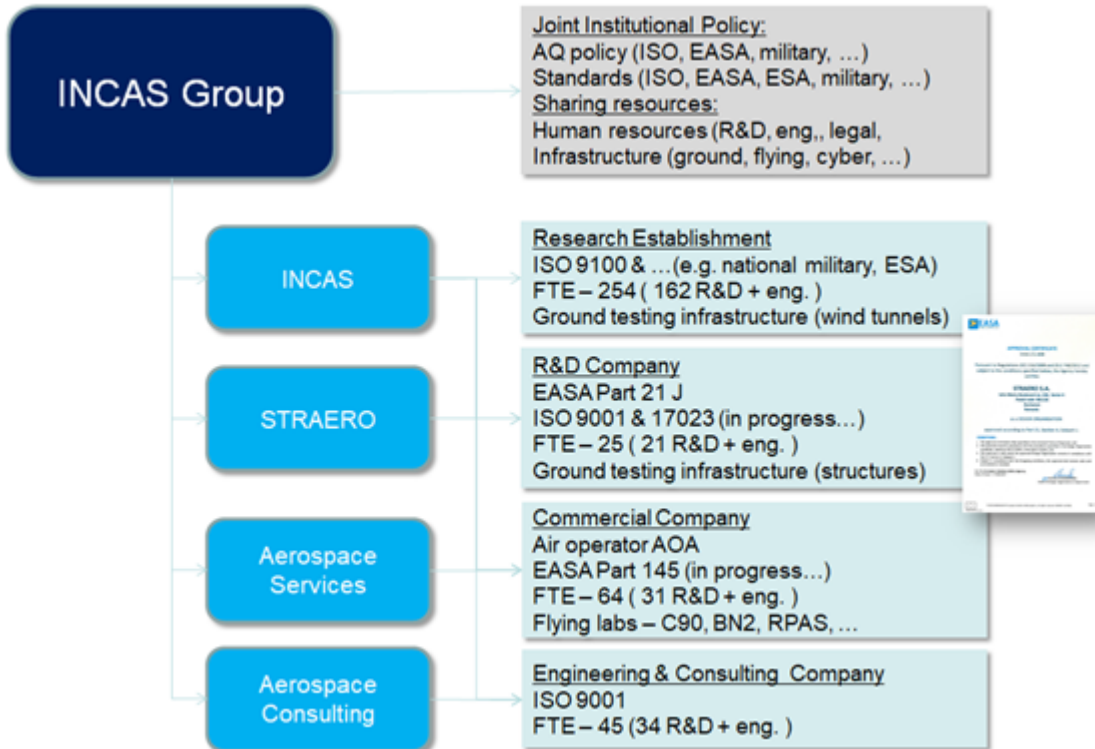 INCAS Group
Joint Institutional Policy:
AQ policy (ISO, EASA, military, …)
Standards (ISO, EASA, ESA, military, …)
Sharing resources:
Human resources (R&D, eng,, legal,
Infrastructure (ground, flying, cyber, …)
INCAS
Research Establishment
ISO 9100 & …(e.g. national military, ESA)
FTE – 254 ( 162 R&D + eng. )
Ground testing infrastructure (wind tunnels)
STRAERO
R&D Company
EASA Part 21 J
ISO 9001 & 17023 (in progress…)
FTE – 25 ( 21 R&D + eng. )
Ground testing infrastructure (structures)
EASA
Aerospace
Services
Commercial Company
Air operator AOA
EASA Part 145 (in progress…)
FTE – 64 ( 31 R&D + eng. )
Flying labs – C90, BN2, RPAS, …
Aerospace
Consulting
Engineering & Consulting Company
ISO 9001
FTE – 45 (34 R&D + eng. )